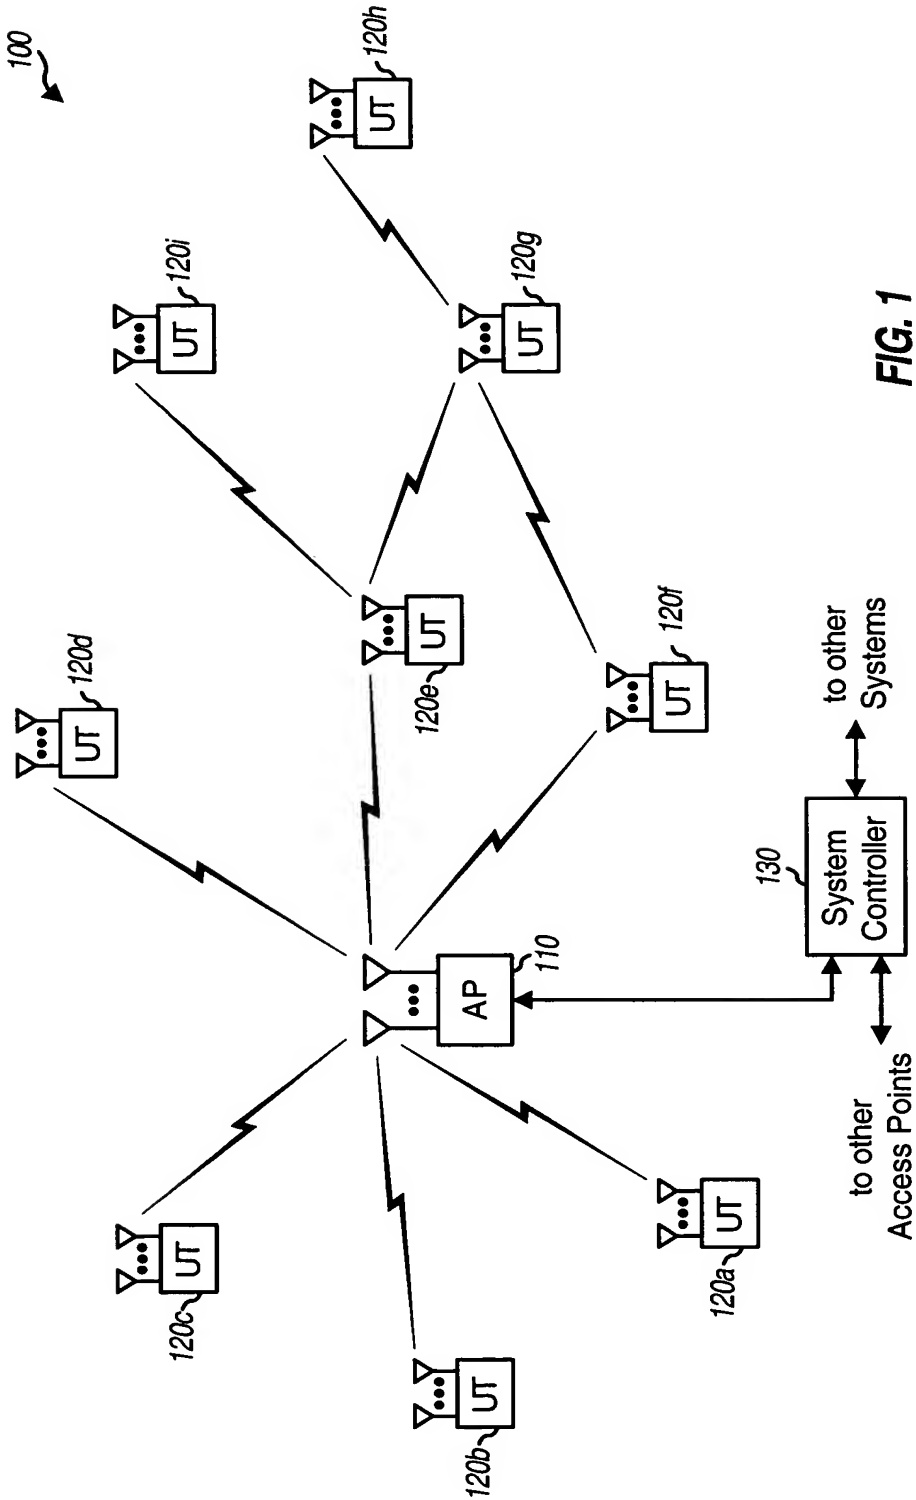 100
120h
UT
120i
UT
120g
UT
120d
UT
UT
120e
120f
UT
AP
110
UT
120c
UT
120b
UT
120a
130
System
Controller
to other
Systems
to other
Access Points
FIG. 1